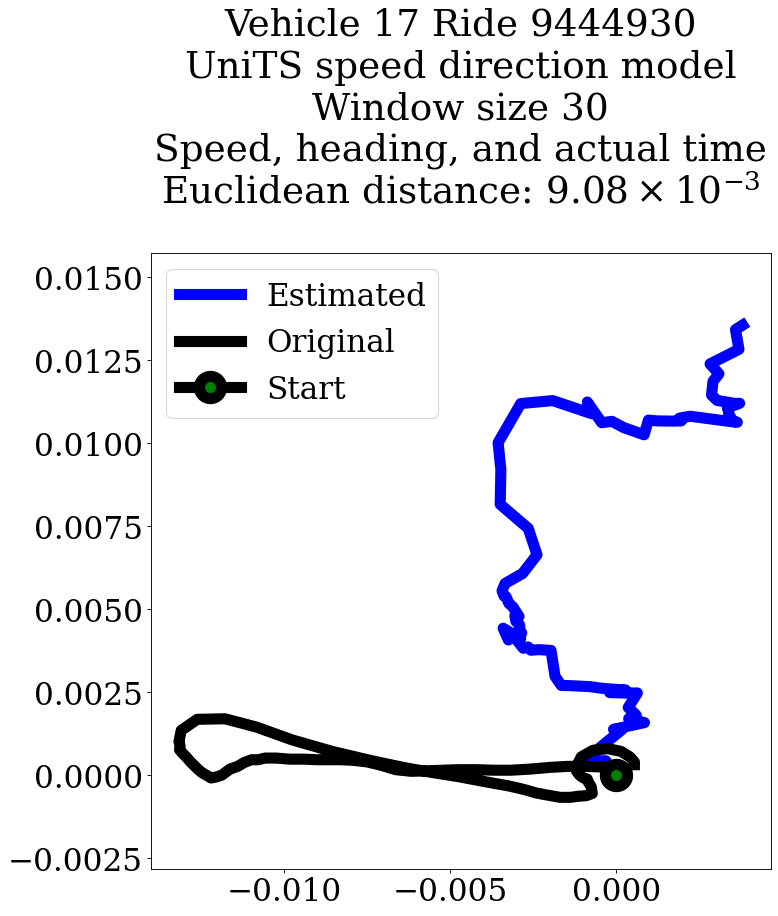 Vehicle 17 Ride 9444930
UniTS speed direction model
Window size 30
Speed, heading, and actual time
Euclidean distance: $9.08 \times 10^{-3}$
0.0150
0.0125
0.0100
0.0075
0.0050
0.0025
0.0000
−0.0025
Estimated
Original
Start
−0.010
−0.005
0.000